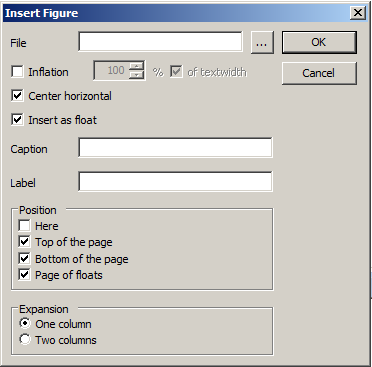 Insert Figure
File ... OK
Inflation 100 % of textwidth Cancel
Center horizontal
Insert as float
Caption
Label
Position
Here
Top of the page
Bottom of the page
Page of floats
Expansion
One column
Two columns